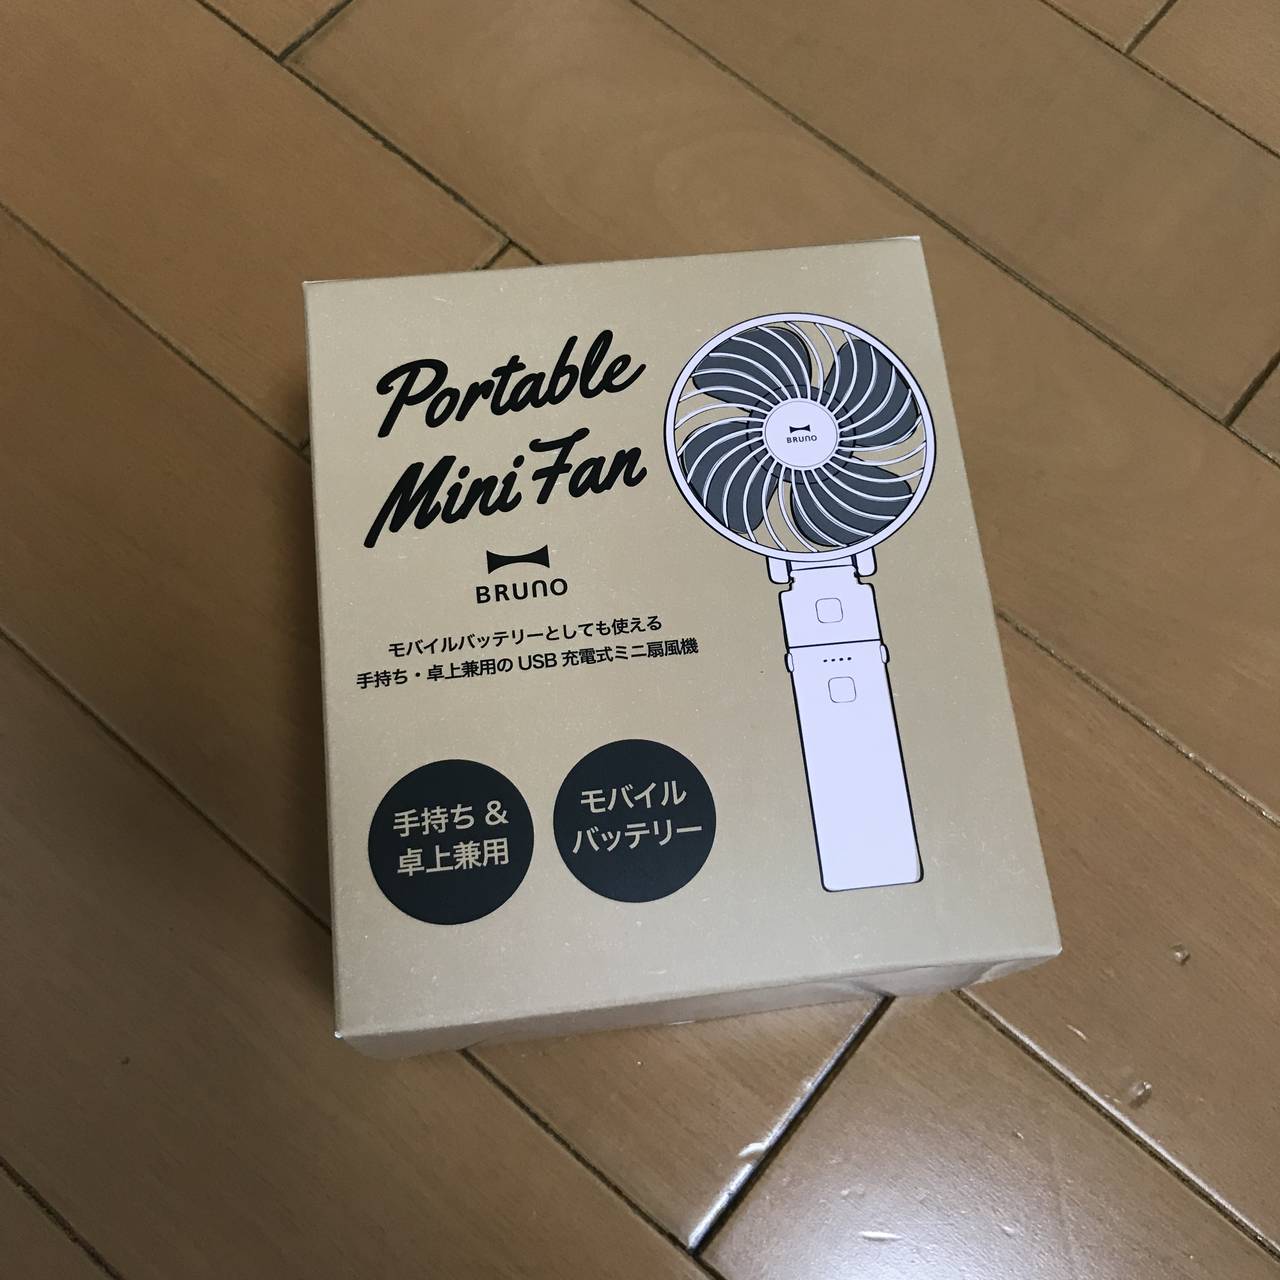 Portable
Mini Fan
BRUNO
モバイルバッテリーとしても使える
手持ち・卓上兼用の USB 充電式ミニ扇風機
手持ち &
卓上兼用
モバイル
バッテリー
BRUNO